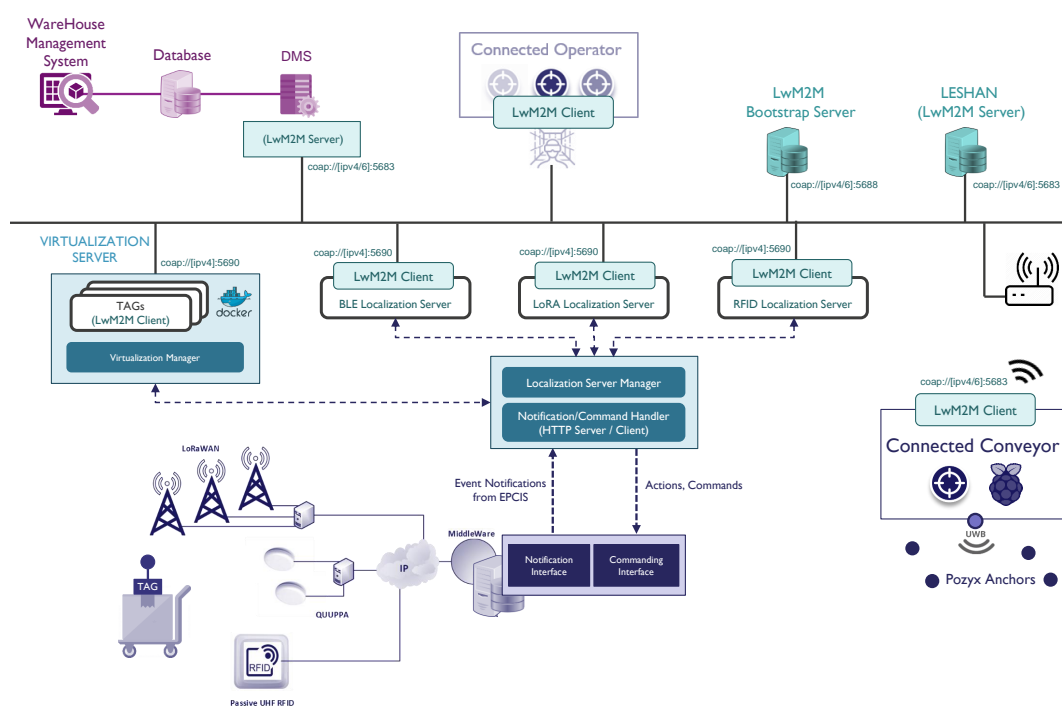 WareHouse
Management
System
Database
DMS
(LwM2M Server)
coap://[ipv4/6]:5683
Connected Operator
LwM2M Client
LwM2M
Bootstrap Server
coap://[ipv4/6]:5688
LESHAN
(LwM2M Server)
coap://[ipv4/6]:5683
VIRTUALIZATION
SERVER
coap://[ipv4]:5690
TAGs
(LwM2M Client)
docker
Virtualization Manager
coap://[ipv4]:5690
LwM2M Client
BLE Localization Server
coap://[ipv4]:5690
LwM2M Client
LoRA Localization Server
coap://[ipv4]:5690
LwM2M Client
RFID Localization Server
Localization Server Manager
Notification/Command Handler
(HTTP Server / Client)
coap://[ipv4/6]:5683
LwM2M Client
Connected Conveyor
UWB
Pozyx Anchors
Event Notifications
from EPCIS
Actions, Commands
LoRaWAN
MiddleWare
Notification
Interface
Commanding
Interface
IP
TAG
QUUPPA
RFID
Passive UHF RFID